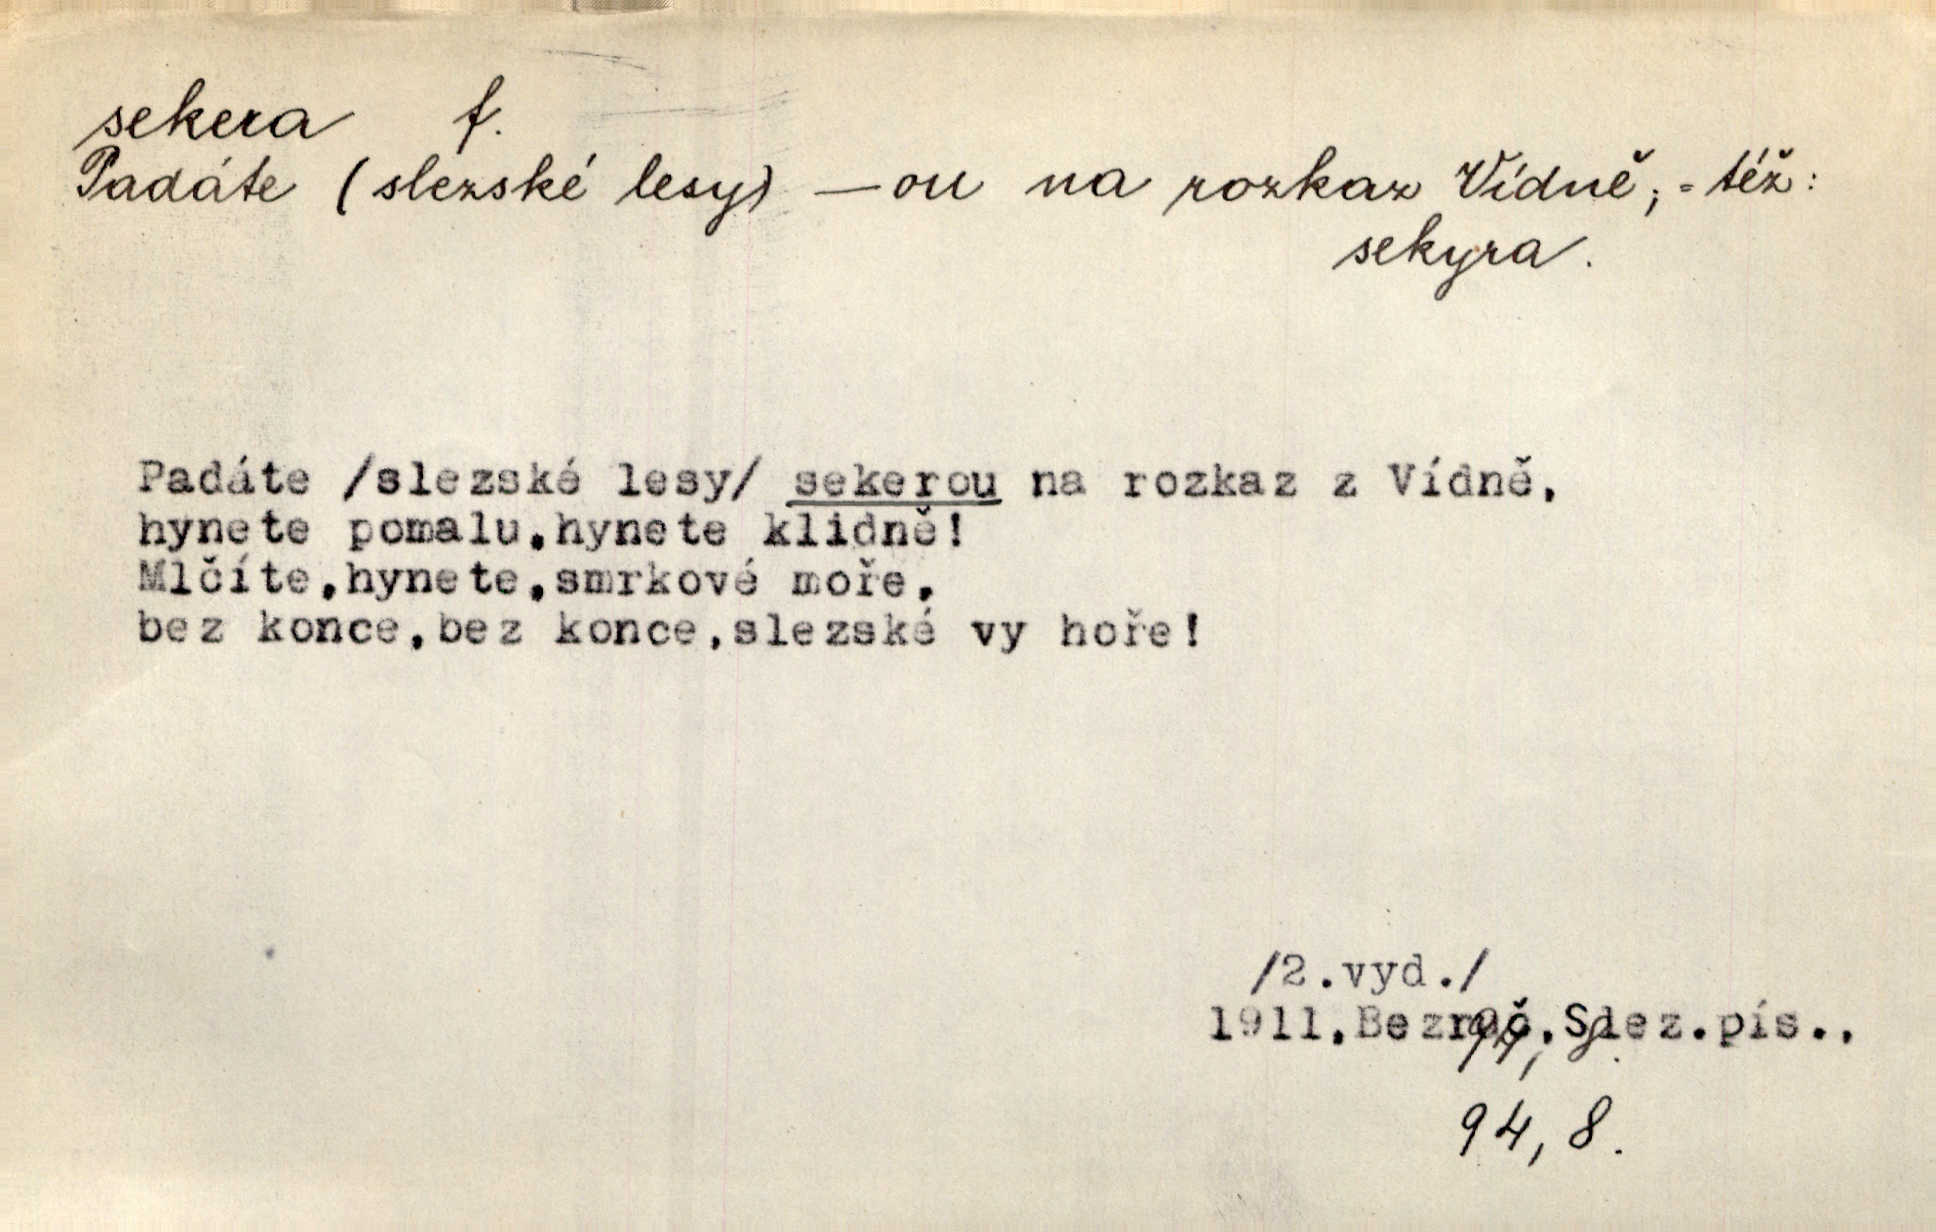 sekera f.
Padáte (slezské lesy) — ou na rozkaz Vídně; = též:
sekyra.
Padáte /slezské lesy/ sekerou na rozkaz z Vídně,
hynete pomalu,hynete klidně!
Mlčíte,hynete,smrkové moře,
bez konce,bez konce,slezské vy hoře!
/2.vyd./
1911,Bezruč,Slez.pís.,
94, 8.
94, 8.